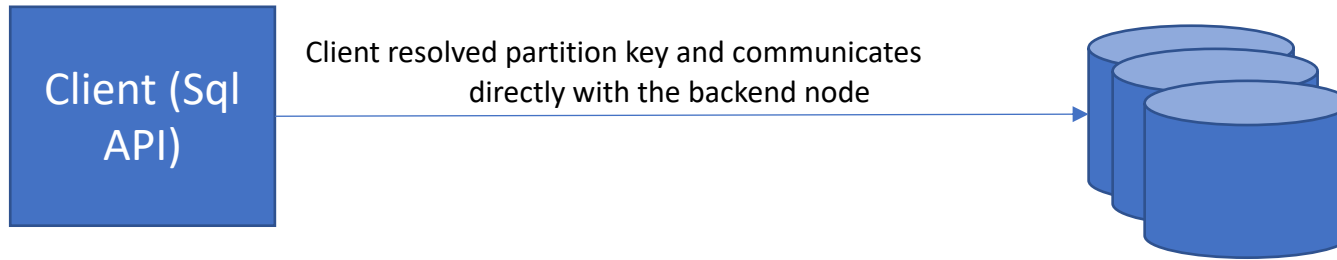 Client (Sql
API)
Client resolved partition key and communicates
directly with the backend node